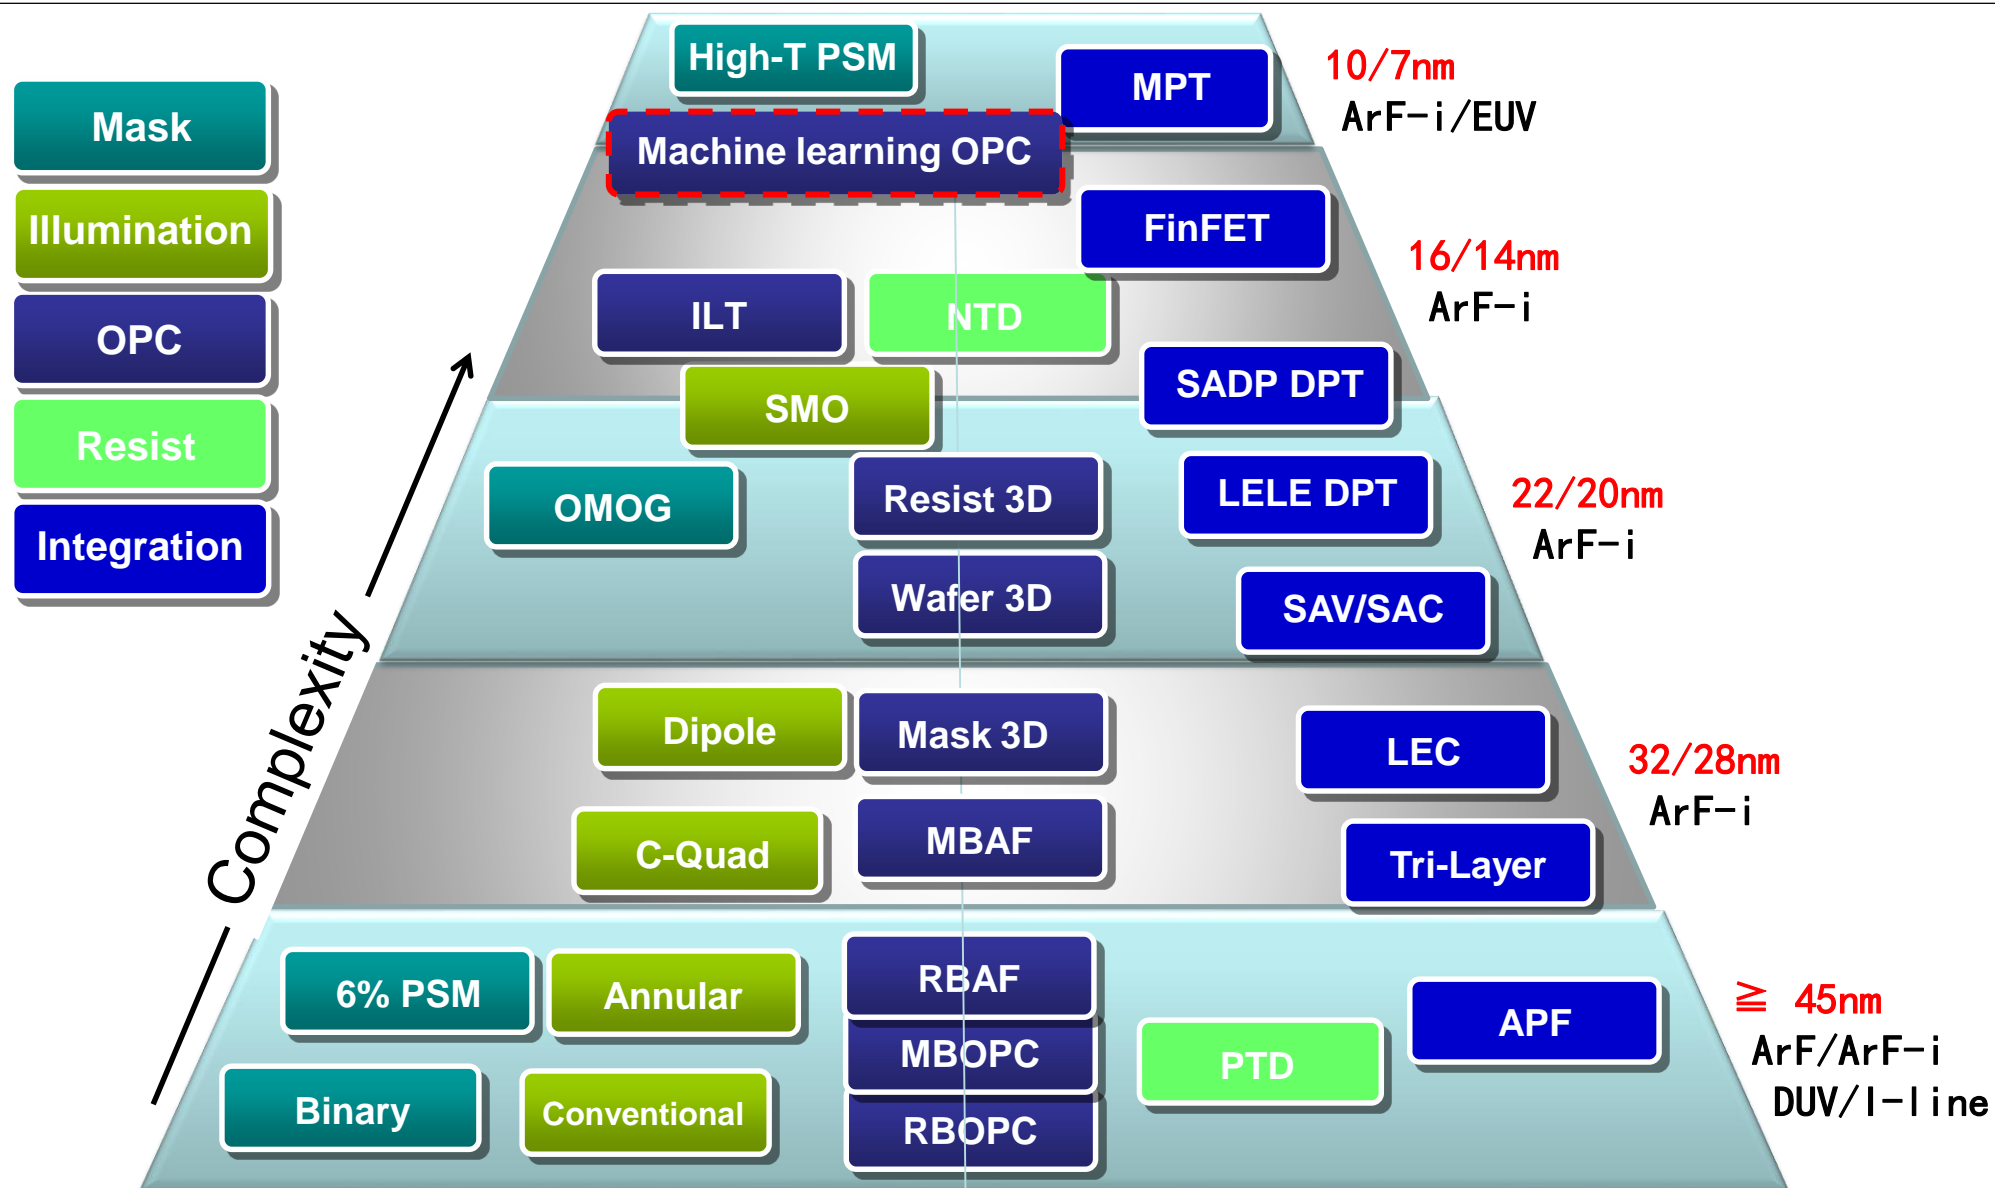 Mask
Illumination
OPC
Resist
Integration
Complexity
High-T PSM
MPT
Machine learning OPC
10/7nm
ArF-i/EUV
FinFET
ILT
NTD
16/14nm
ArF-i
SMO
SADP DPT
OMOG
Resist 3D
LELE DPT
Wafer 3D
SAV/SAC
22/20nm
ArF-i
Dipole
Mask 3D
LEC
C-Quad
MBAF
Tri-Layer
32/28nm
ArF-i
6% PSM
Annular
RBAF
APF
MBOPC
PTD
Binary
Conventional
RBOPC
≧ 45nm
ArF/ArF-i
DUV/I-line